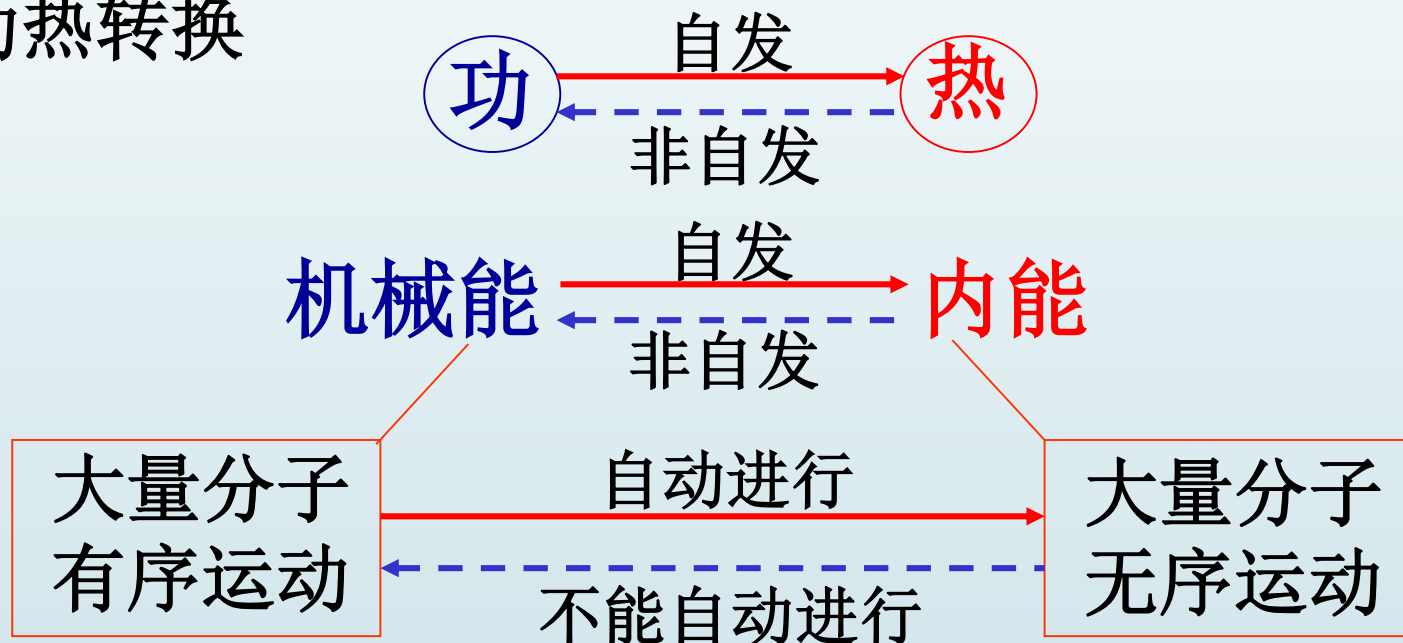 热转换
功 自发 热
非自发
机械能 自发 内能
非自发
大量分子 自动进行 大量分子
有序运动 不能自动进行 无序运动